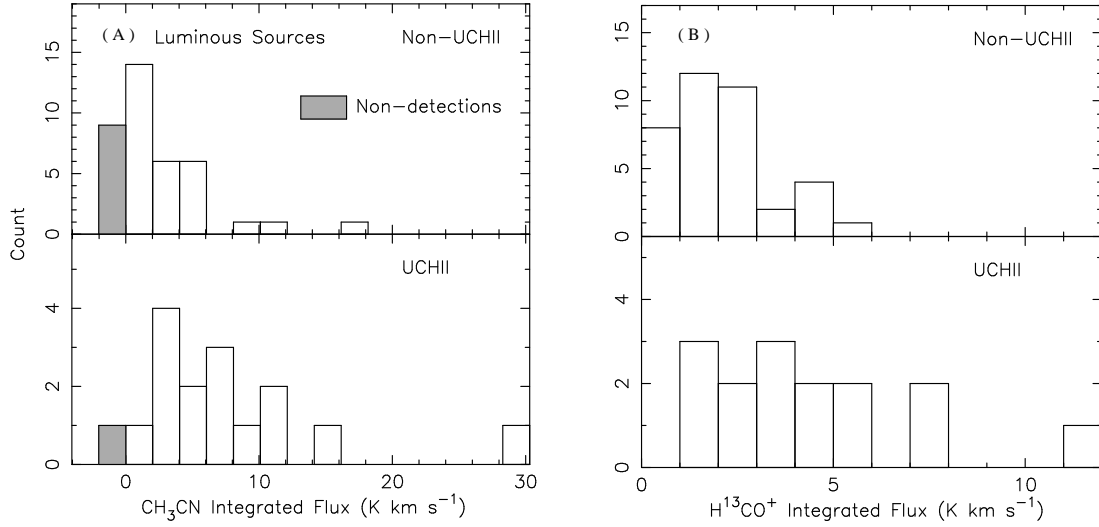 (A) Luminous Sources Non-UCHII
Non-detections
15
10
5
0
Count
UCHII
4
2
0
0 10 20 30
CH₃CN Integrated Flux (K km s⁻¹)
(B) Non-UCHII
15
10
5
0
UCHII
4
2
0
0 5 10
H¹³CO⁺ Integrated Flux (K km s⁻¹)